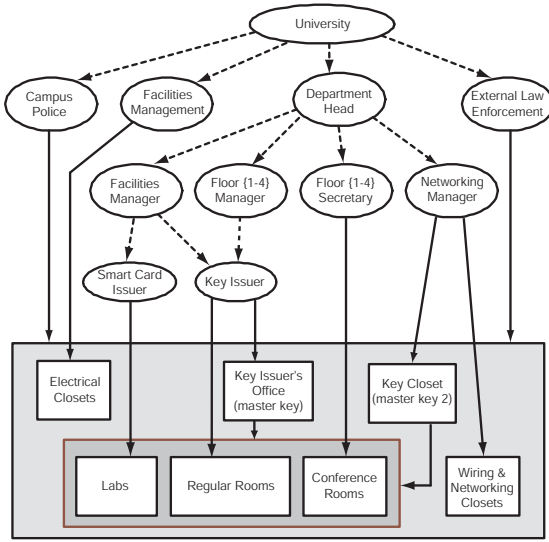 University
Campus
Police
Facilities
Management
Department
Head
External Law
Enforcement
Facilities
Manager
Floor {1-4}
Manager
Floor {1-4}
Secretary
Networking
Manager
Smart Card
Issuer
Key Issuer
Electrical
Closets
Key Issuer's
Office
(master key)
Key Closet
(master key 2)
Labs
Regular Rooms
Conference
Rooms
Wiring &
Networking
Closets